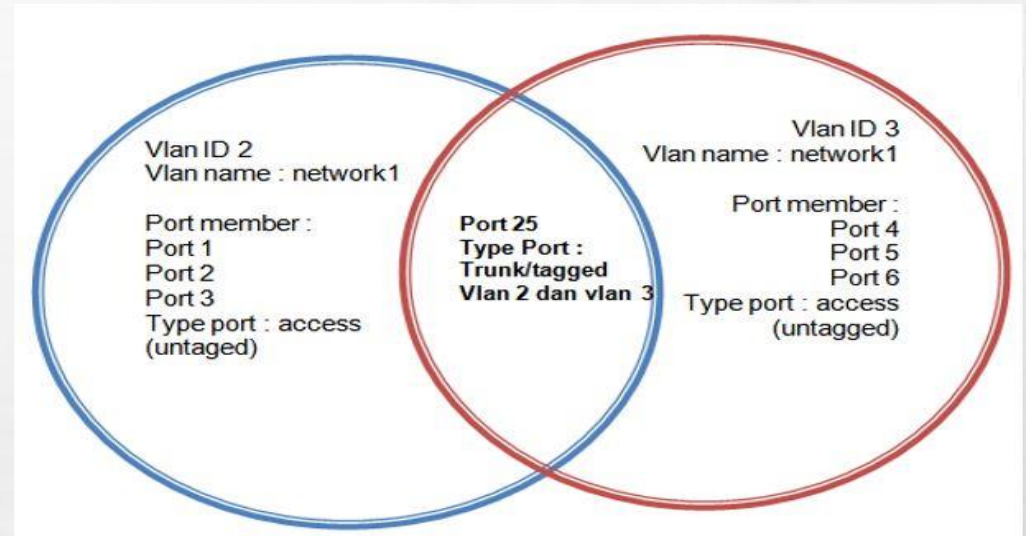 Vlan ID 2
Vlan name : network1
Port member :
Port 1
Port 2
Port 3
Type port : access
(untaged)
Port 25
Type Port :
Trunk/tagged
Vlan 2 dan vlan 3
Vlan ID 3
Vlan name : network1
Port member :
Port 4
Port 5
Port 6
Type port : access
(untagged)